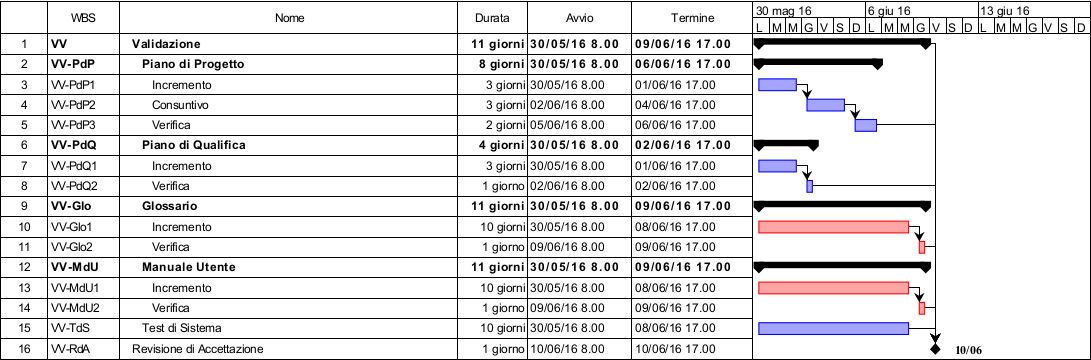 WBS Nome Durata Avvio Termine 30 mag 16 6 giu 16 13 giu 16
L M M G V S D L M M G V S D L M M G V S D
1 VV Validazione 11 giorni 30/05/16 8.00 09/06/16 17.00
2 VV-PdP Piano di Progetto 8 giorni 30/05/16 8.00 06/06/16 17.00
3 VV-PdP1 Incremento 3 giorni 30/05/16 8.00 01/06/16 17.00
4 VV-PdP2 Consuntivo 3 giorni 02/06/16 8.00 04/06/16 17.00
5 VV-PdP3 Verifica 2 giorni 05/06/16 8.00 06/06/16 17.00
6 VV-PdQ Piano di Qualifica 4 giorni 30/05/16 8.00 02/06/16 17.00
7 VV-PdQ1 Incremento 3 giorni 30/05/16 8.00 01/06/16 17.00
8 VV-PdQ2 Verifica 1 giorno 02/06/16 8.00 02/06/16 17.00
9 VV-Glo Glossario 11 giorni 30/05/16 8.00 09/06/16 17.00
10 VV-Glo1 Incremento 10 giorni 30/05/16 8.00 08/06/16 17.00
11 VV-Glo2 Verifica 1 giorno 09/06/16 8.00 09/06/16 17.00
12 VV-MdU Manuale Utente 11 giorni 30/05/16 8.00 09/06/16 17.00
13 VV-MdU1 Incremento 10 giorni 30/05/16 8.00 08/06/16 17.00
14 VV-MdU2 Verifica 1 giorno 09/06/16 8.00 09/06/16 17.00
15 VV-TdS Test di Sistema 10 giorni 30/05/16 8.00 08/06/16 17.00
16 VV-RdA Revisione di Accettazione 1 giorno 10/06/16 8.00 10/06/16 17.00 10/06